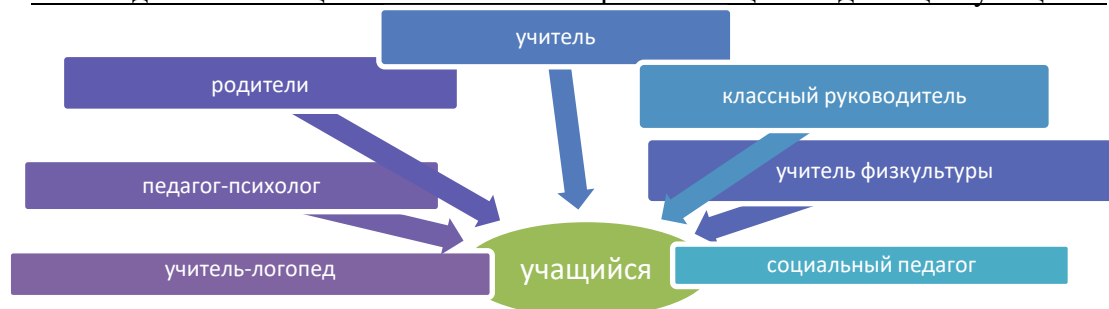 учитель
родители
классный руководитель
педагог-психолог
учитель физкультуры
учитель-логопед
учащийся
социальный педагог